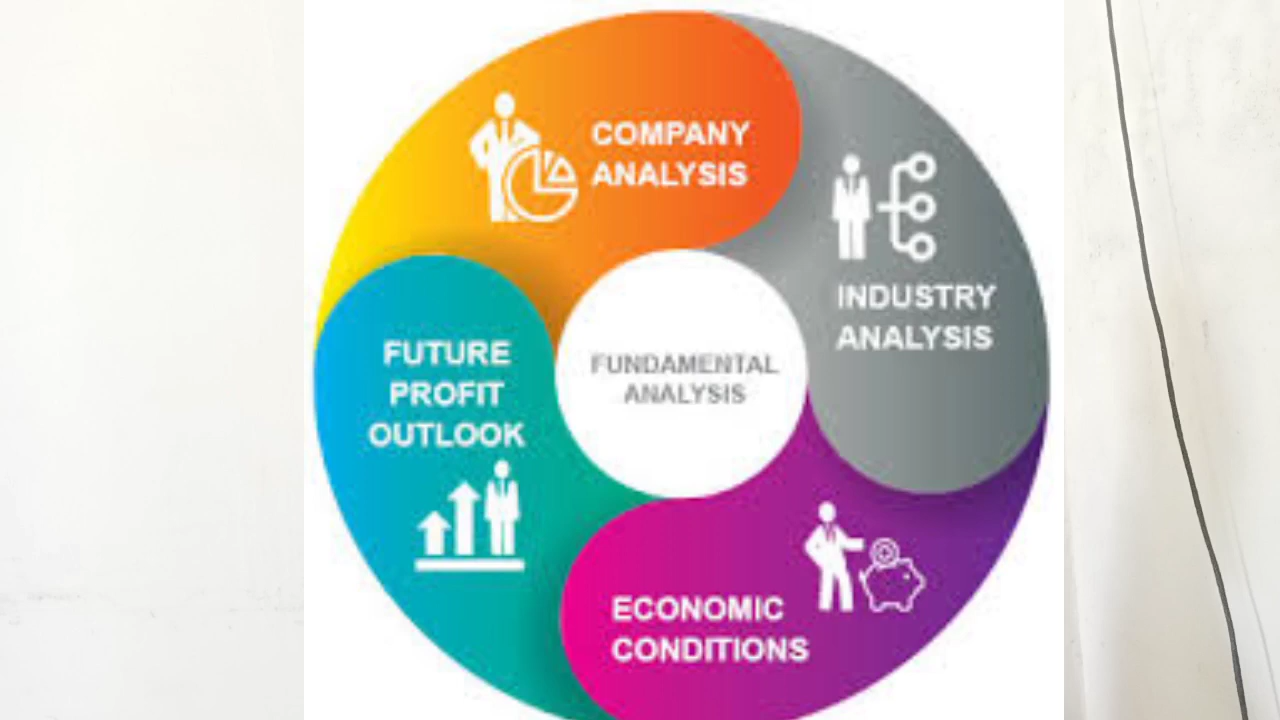 COMPANY
ANALYSIS
INDUSTRY
ANALYSIS
FUTURE
PROFIT
OUTLOOK
FUNDAMENTAL
ANALYSIS
ECONOMIC
CONDITIONS